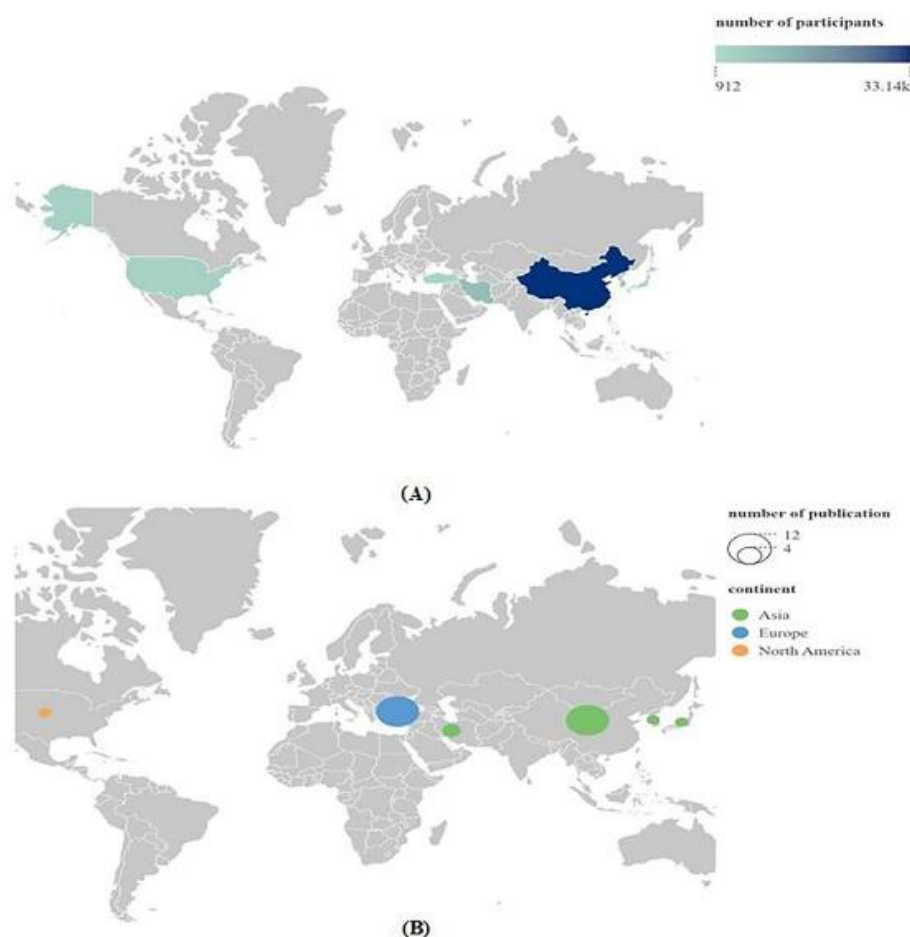 number of participants
912
33.14k
(A)
number of publication
12
4
continent
Asia
Europe
North America
(B)